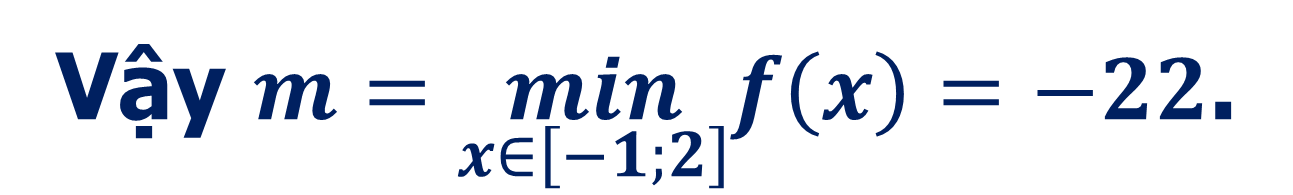 Vậy m = min f(x) = −22.
x∈[−1;2]